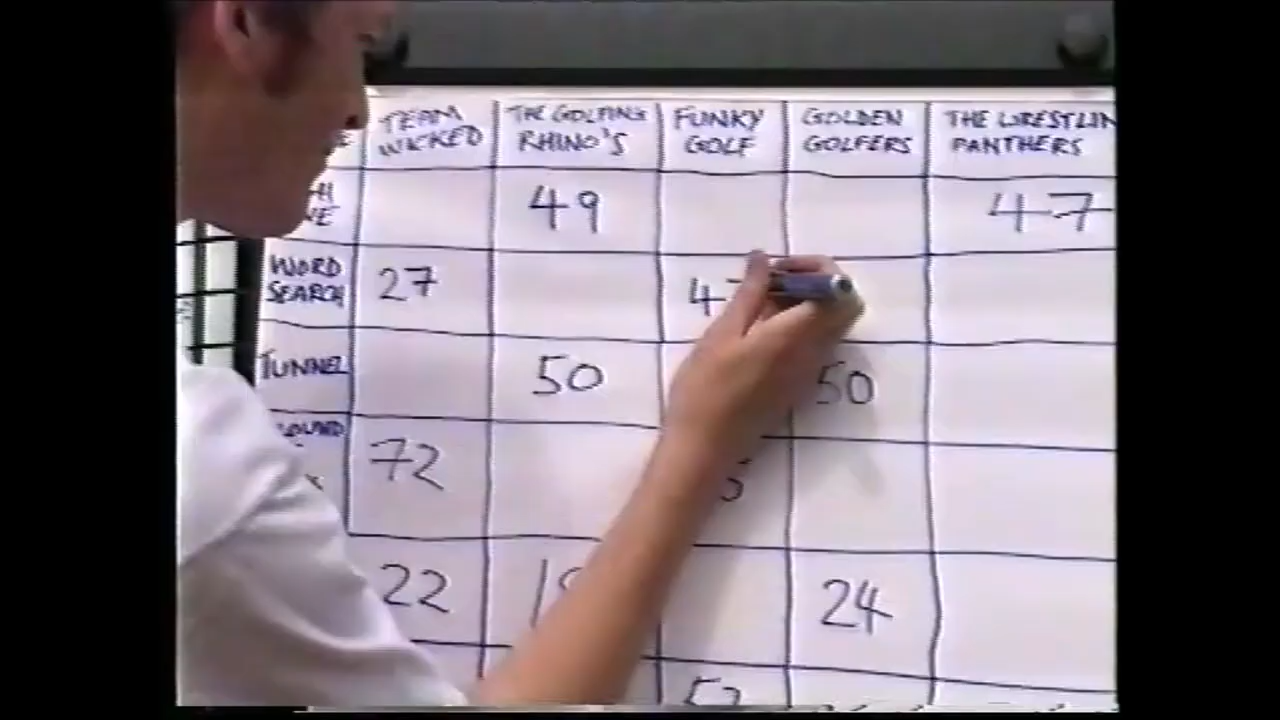 TEAM
WICKED
THE GOLFING
RHINO'S
FUNKY
GOLF
GOLDEN
GOLFERS
THE WRESTLIN
PANTHERS
49
47
WORD
SEARCH
27
TUNNEL
50
50
72
22
24